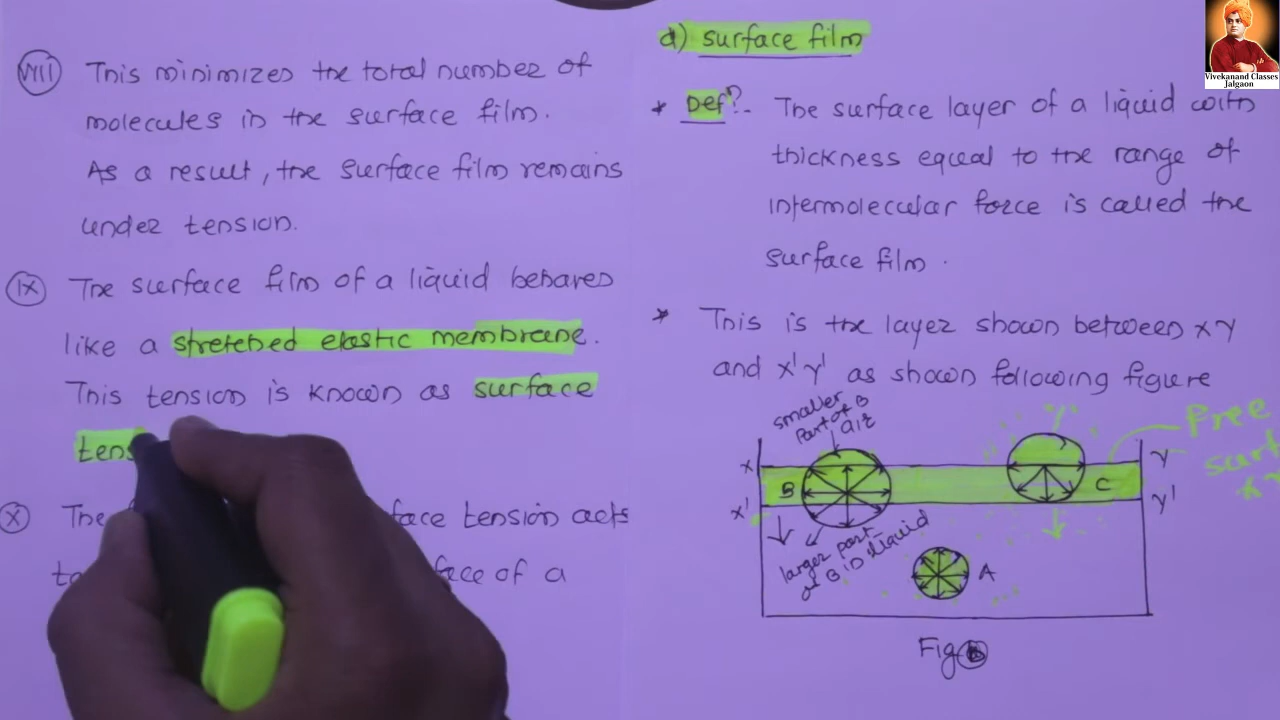 VIII This minimizes the total number of
molecules in the surface film.
As a result, the surface film remains
under tension.
IX The surface film of a liquid behaves
like a stretched elastic membrane.
This tension is known as surface
tens
X The face tension acts
face of a
d) surface film
* Defn:- The surface layer of a liquid with
thickness equal to the range of
intermolecular force is called the
surface film.
* This is the layer shown between XY
and X'Y' as shown following figure
smaller
part of B
air
X
B
X'
larger part
of B in liquid
A
C
Y
Y'
Free
surf
XY
Fig
Vivekanand Classes
Jalgaon